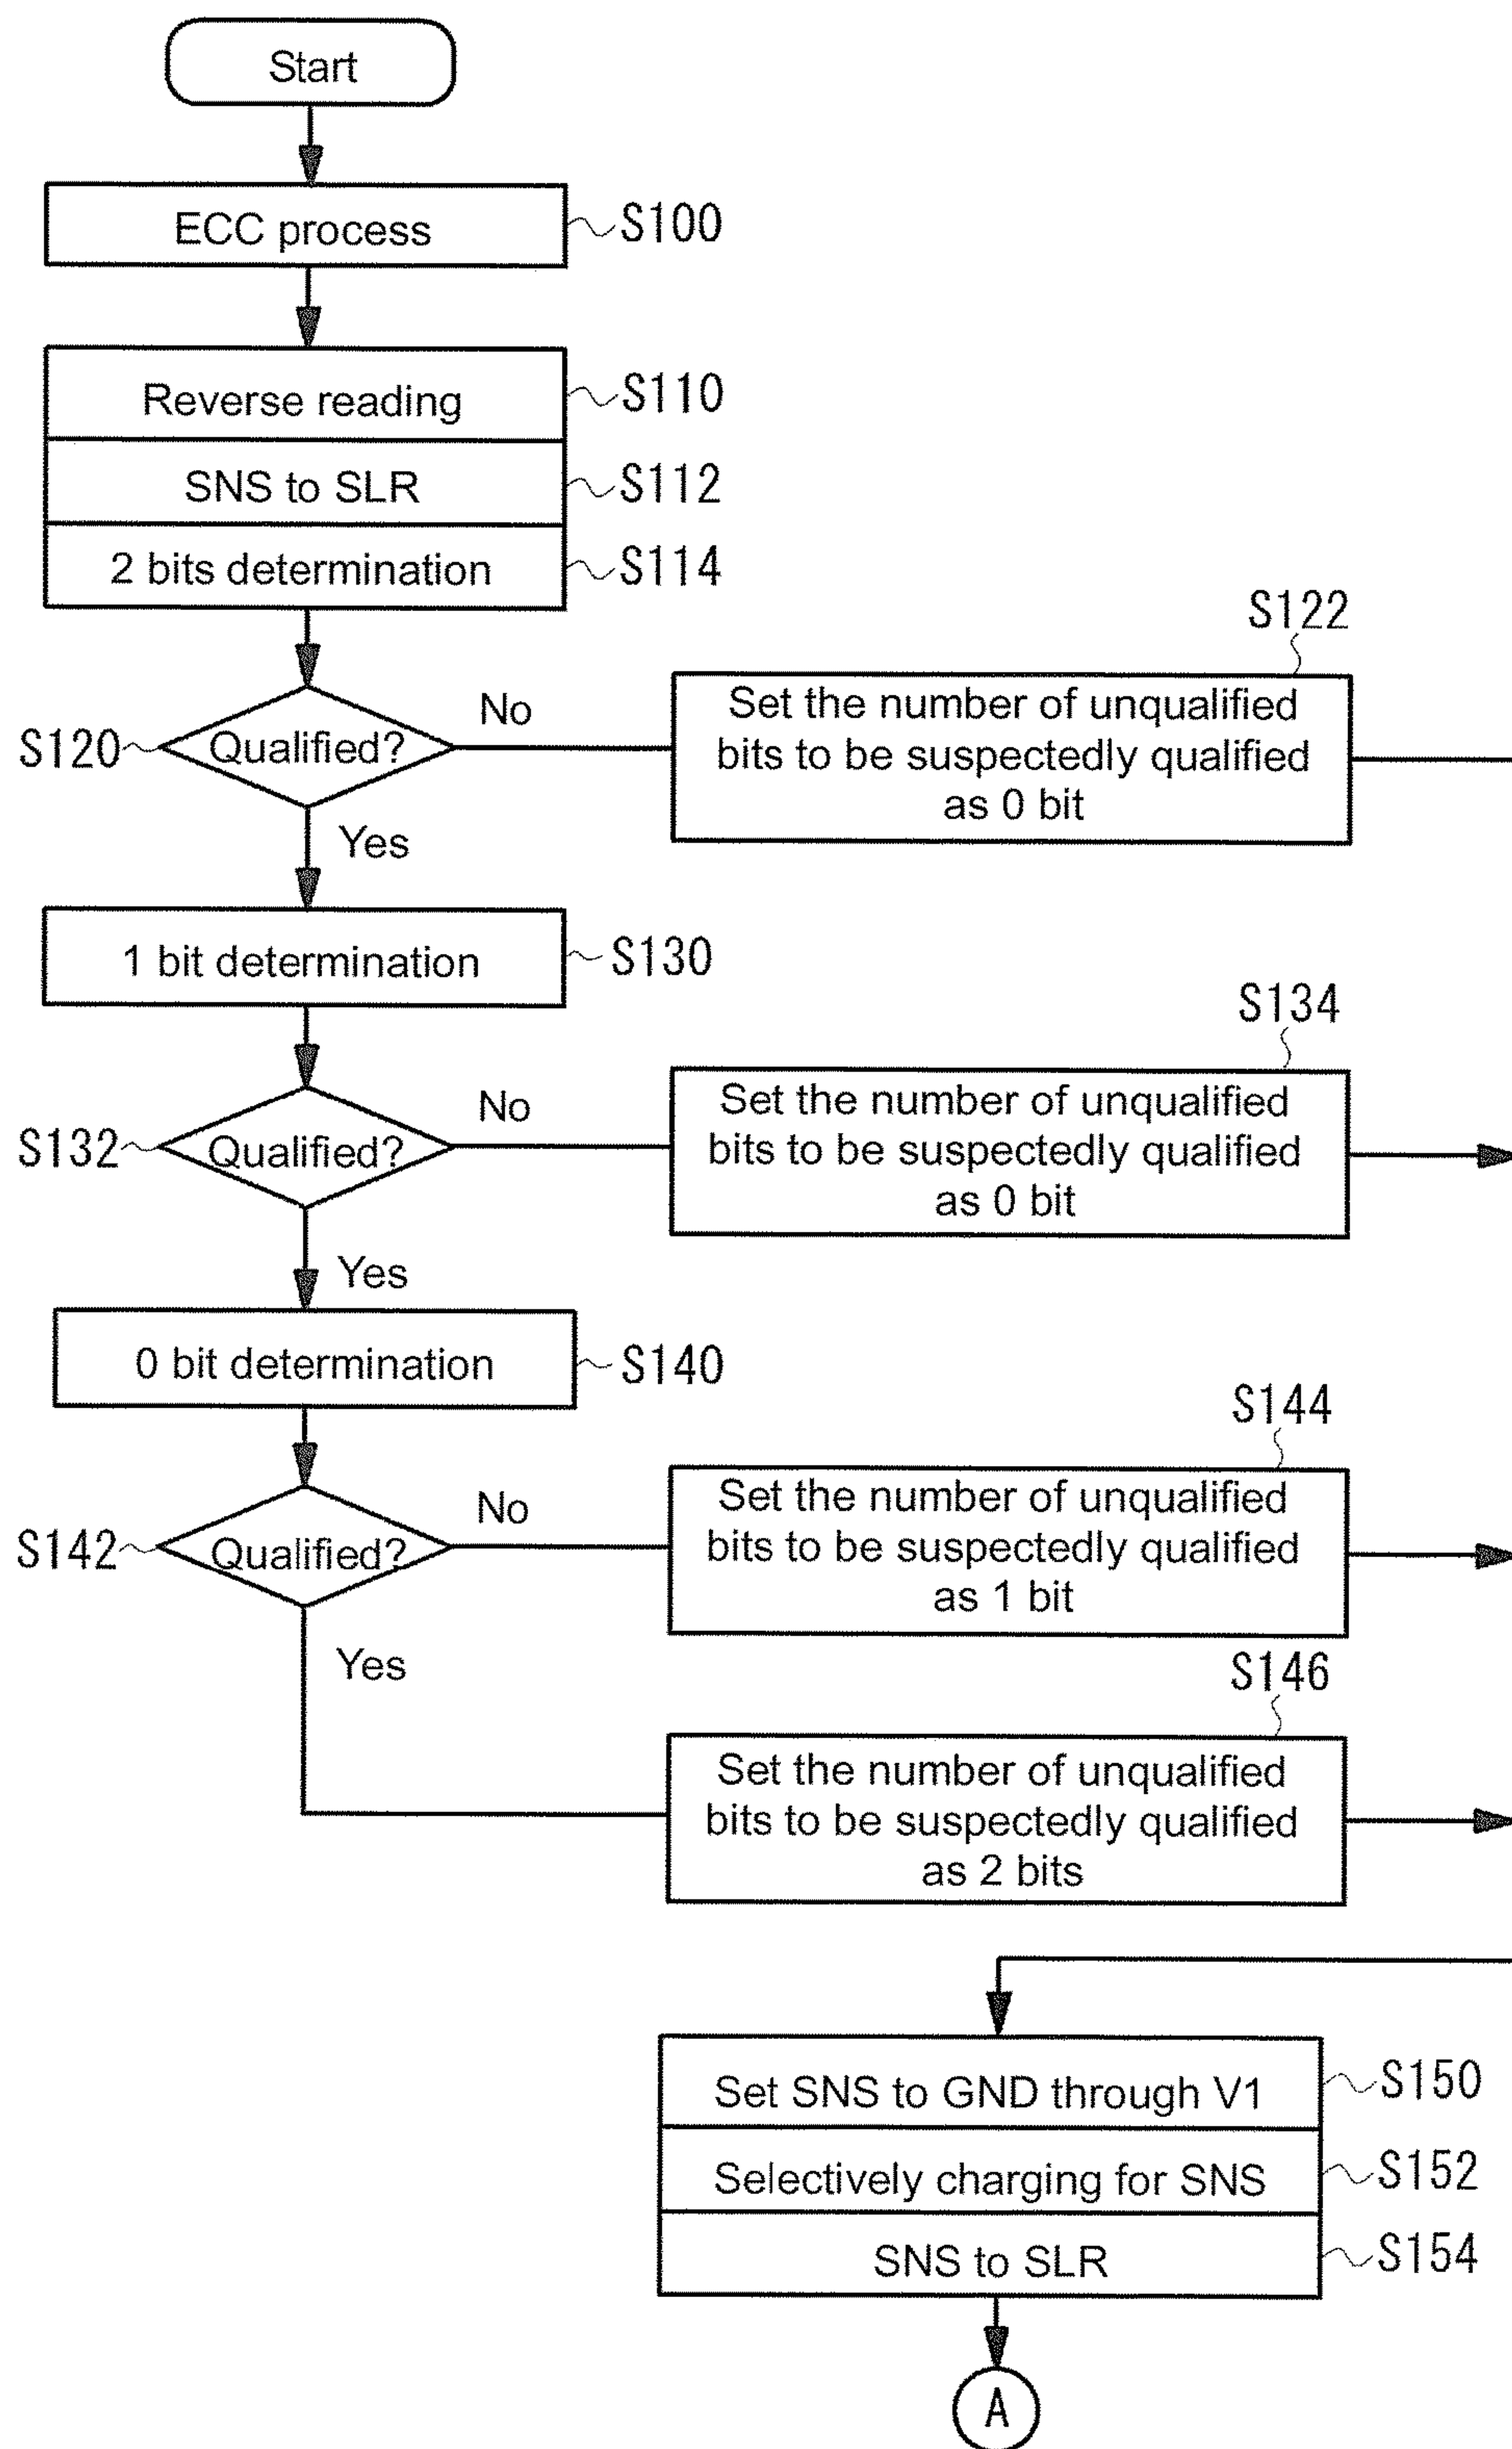 Start
ECC process
S100
Reverse reading
S110
SNS to SLR
S112
2 bits determination
S114
S122
Set the number of unqualified
bits to be suspectedly qualified
as 0 bit
No
S120
Qualified?
Yes
1 bit determination
S130
S134
Set the number of unqualified
bits to be suspectedly qualified
as 0 bit
No
S132
Qualified?
Yes
0 bit determination
S140
S144
Set the number of unqualified
bits to be suspectedly qualified
as 1 bit
No
S142
Qualified?
Yes
S146
Set the number of unqualified
bits to be suspectedly qualified
as 2 bits
Set SNS to GND through V1
S150
Selectively charging for SNS
S152
SNS to SLR
S154
A